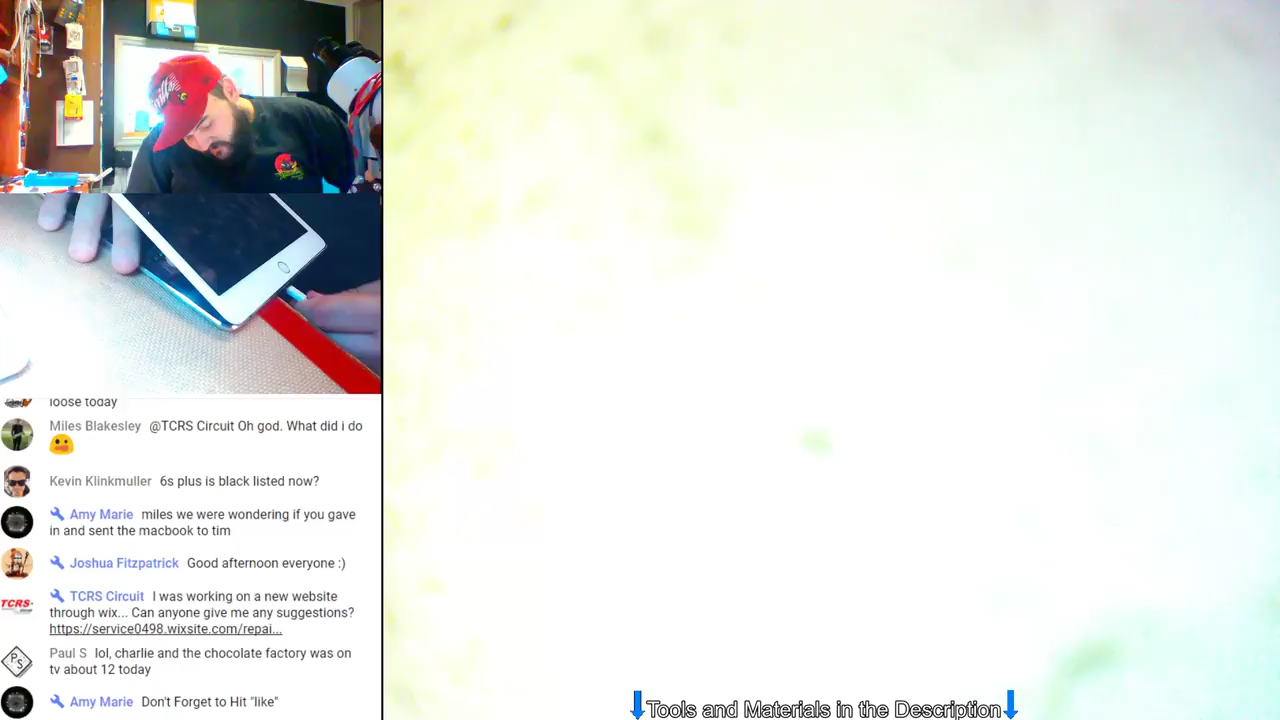 loose today
Miles Blakesley @TCRS Circuit Oh god. What did i do
Kevin Klinkmuller 6s plus is black listed now?
Amy Marie miles we were wondering if you gave
in and sent the macbook to tim
Joshua Fitzpatrick Good afternoon everyone :)
TCRS
TCRS Circuit I was working on a new website
through wix... Can anyone give me any suggestions?
https://service0498.wixsite.com/repai...
PS
Paul S lol, charlie and the chocolate factory was on
tv about 12 today
Amy Marie Don't Forget to Hit "like"
Tools and Materials in the Description